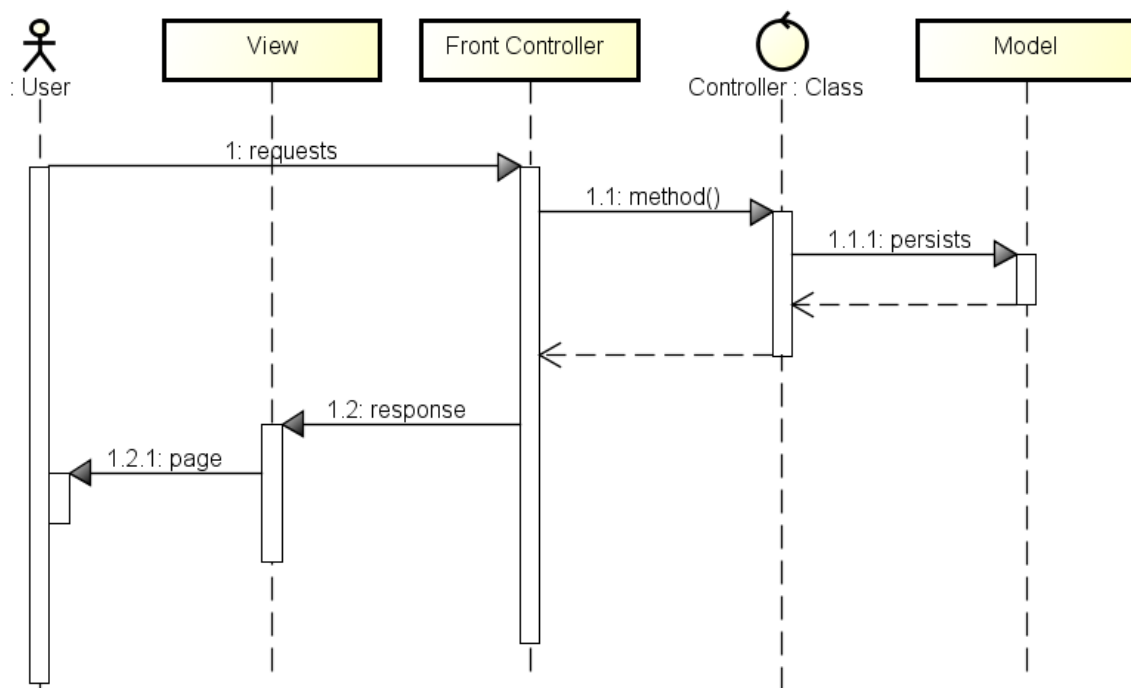 View
Front Controller
Model
: User
Controller : Class
1: requests
1.1: method()
1.1.1: persists
1.2: response
1.2.1: page